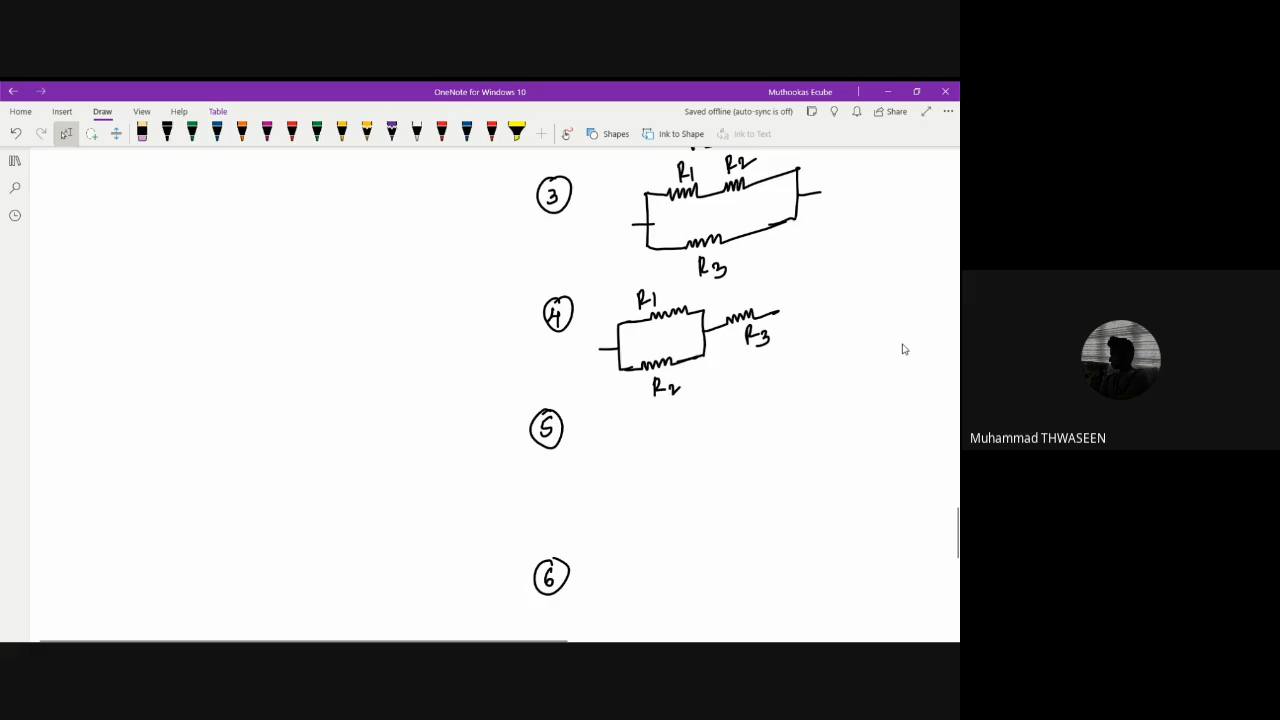 OneNote for Windows 10
Muthookas Ecube
Home Insert Draw View Help Table
Saved offline (auto-sync is off)
Share
Shapes
Ink to Shape
Ink to Text
3
R1 R2
R3
4
R1
R3
R2
5
6
Muhammad THWASEEN